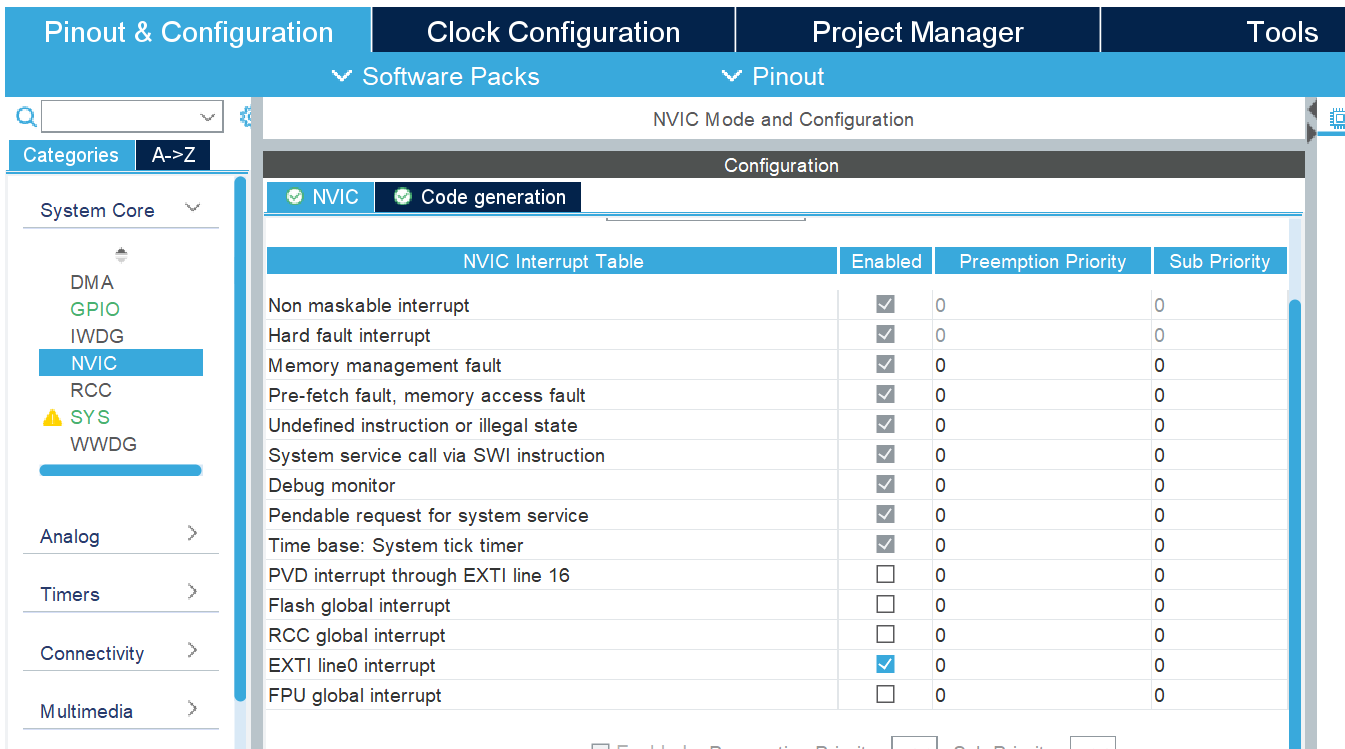 Pinout & Configuration Clock Configuration Project Manager Tools
Software Packs Pinout
NVIC Mode and Configuration
Categories A->Z
Configuration
NVIC Code generation
System Core
DMA
GPIO
IWDG
NVIC
RCC
SYS
WWDG
Analog
Timers
Connectivity
Multimedia
NVIC Interrupt Table Enabled Preemption Priority Sub Priority
Non maskable interrupt 0 0
Hard fault interrupt 0 0
Memory management fault 0 0
Pre-fetch fault, memory access fault 0 0
Undefined instruction or illegal state 0 0
System service call via SWI instruction 0 0
Debug monitor 0 0
Pendable request for system service 0 0
Time base: System tick timer 0 0
PVD interrupt through EXTI line 16 0 0
Flash global interrupt 0 0
RCC global interrupt 0 0
EXTI line0 interrupt 0 0
FPU global interrupt 0 0